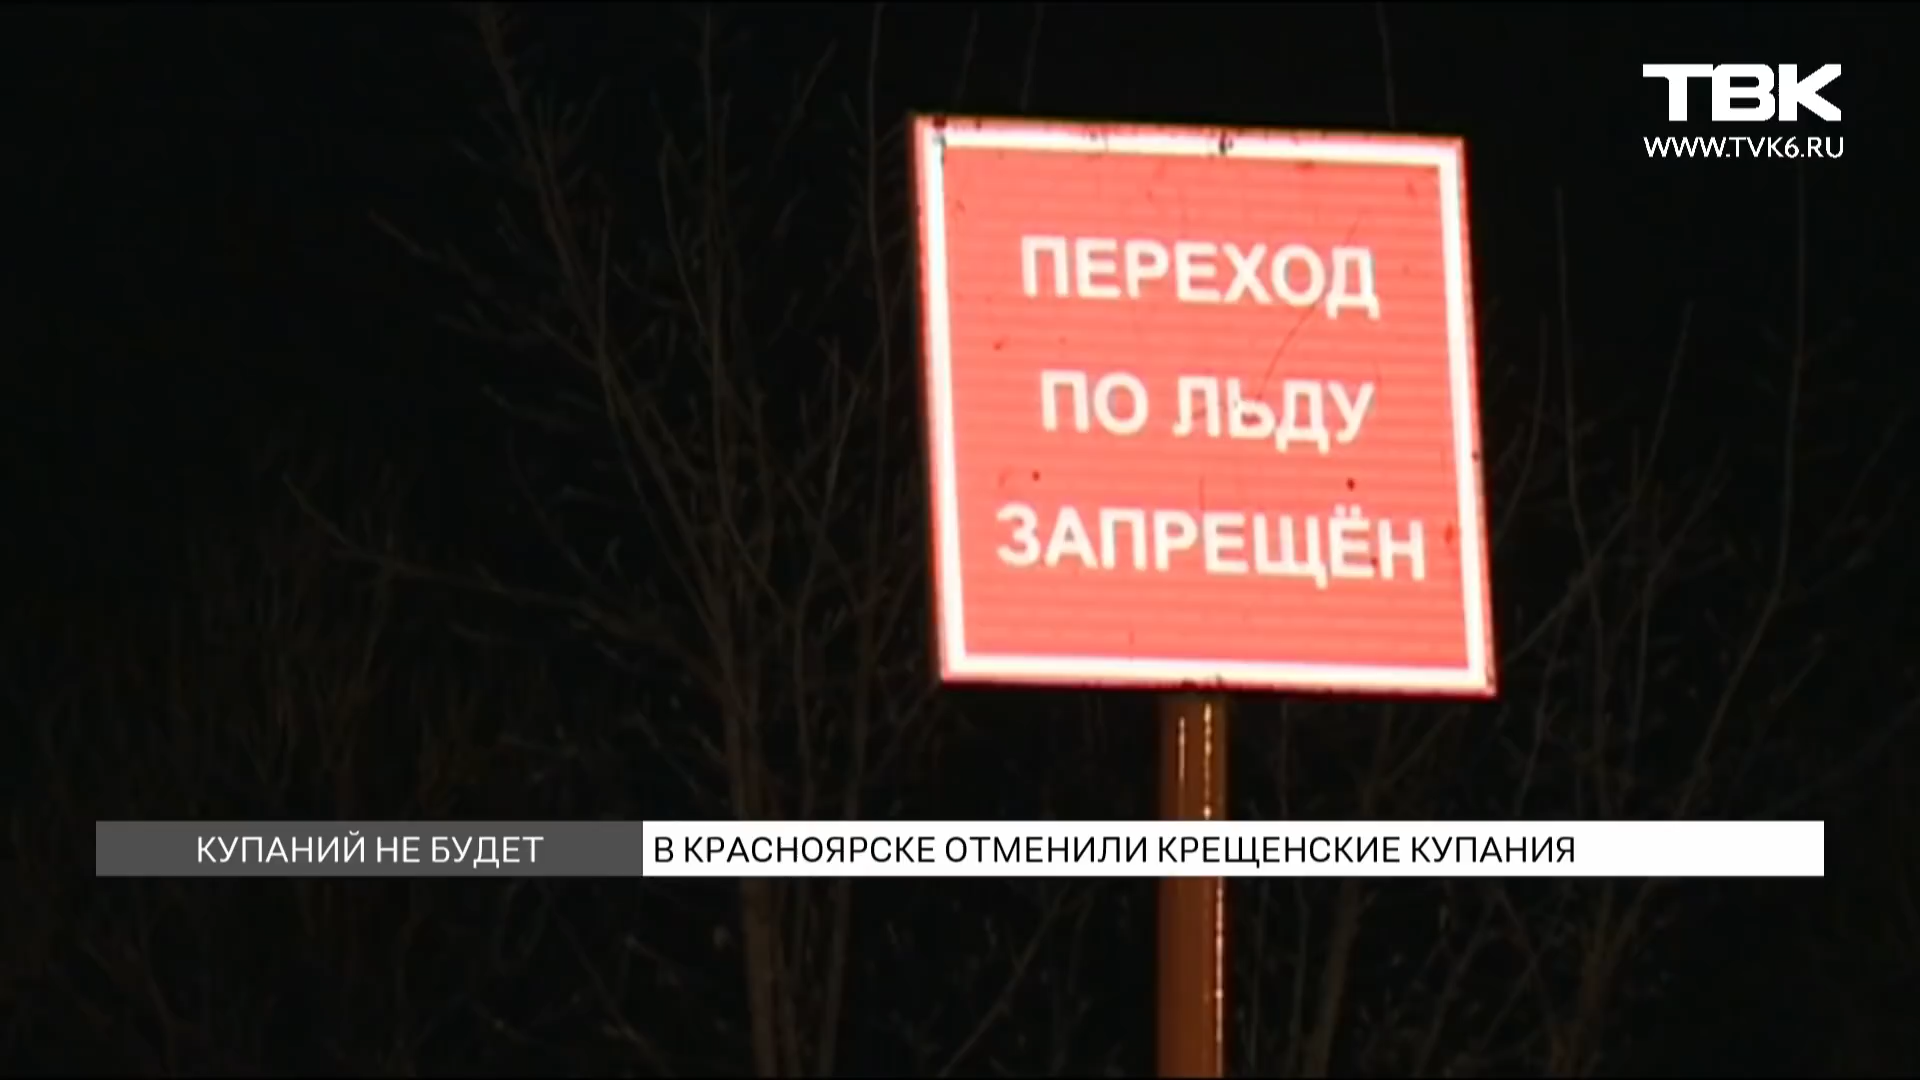 ТВК
WWW.TVK6.RU
ПЕРЕХОД
ПО ЛЬДУ
ЗАПРЕЩЁН
КУПАНИЙ НЕ БУДЕТ
В КРАСНОЯРСКЕ ОТМЕНИЛИ КРЕЩЕНСКИЕ КУПАНИЯ